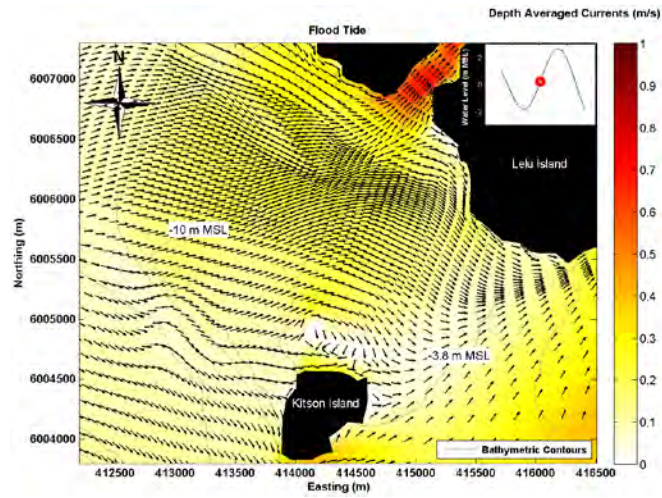 Depth Averaged Currents (m/s)
Flood Tide
N
Water Level (m MSL)
2
0
-2
Lelu Island
-10 m MSL
-3.8 m MSL
Kitson Island
Bathymetric Contours
Northing (m)
6007000
6006500
6006000
6005500
6005000
6004500
6004000
412500 413000 413500 414000 414500 415000 415500 416000 416500
Easting (m)
1
0.9
0.8
0.7
0.6
0.5
0.4
0.3
0.2
0.1
0